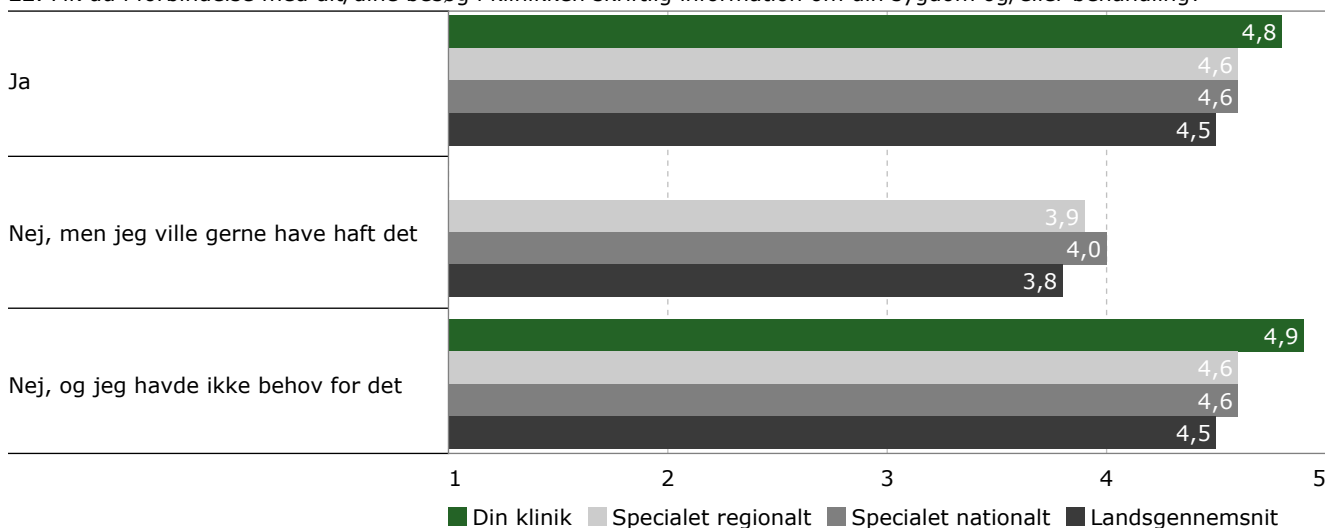 Ja
4,8
4,6
4,6
4,5
Nej, men jeg ville gerne have haft det
3,9
4,0
3,8
Nej, og jeg havde ikke behov for det
4,9
4,6
4,6
4,5
1 2 3 4 5
Din klinik Specialet regionalt Specialet nationalt Landsgennemsnit